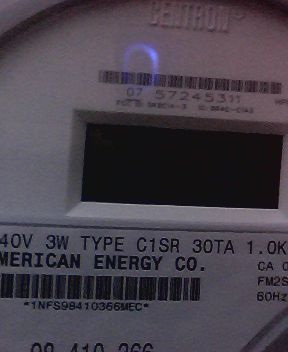 CENTRON
07 57245311
40V 3W TYPE C1SR 30TA 1.0K
MERICAN ENERGY CO.
CA 0
FM2S
60Hz
*1NFS98410366MEC*
98 410 366